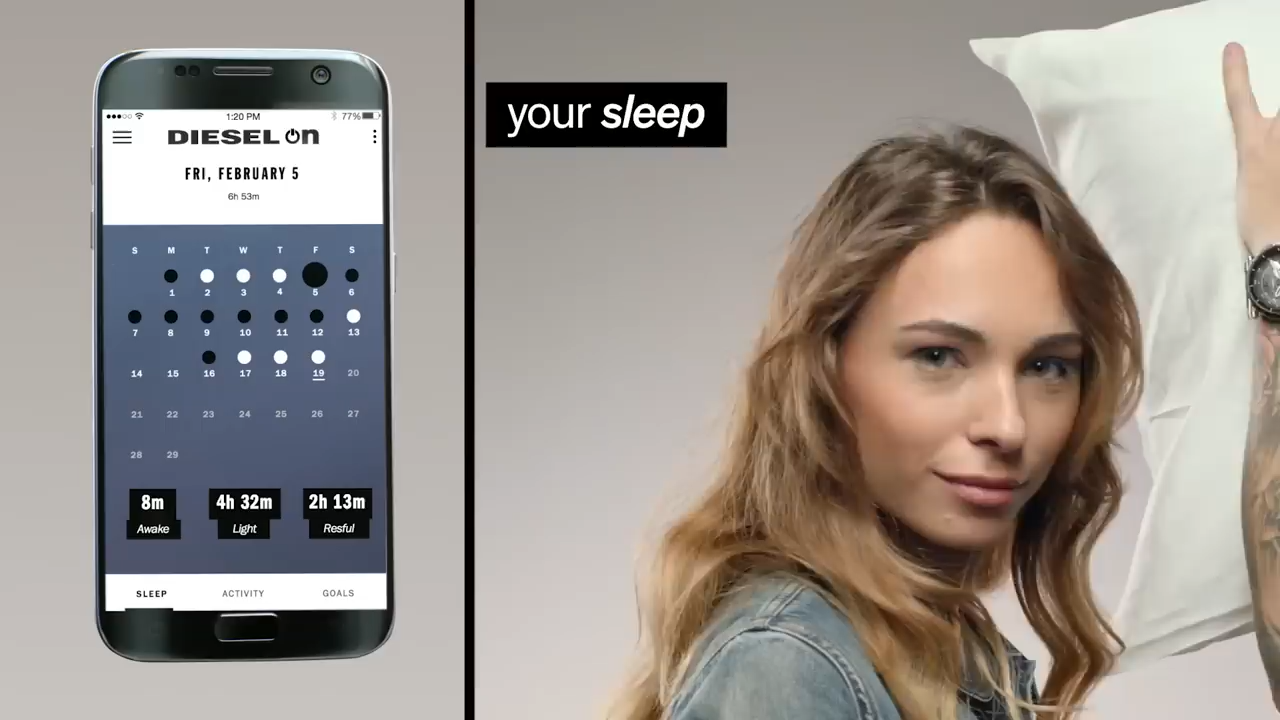 1:20 PM
77%
DIESEL ON
FRI, FEBRUARY 5
6h 53m
S M T W T F S
1 2 3 4 5 6
7 8 9 10 11 12 13
14 15 16 17 18 19 20
21 22 23 24 25 26 27
28 29
8m 4h 32m 2h 13m
Awake Light Resful
SLEEP ACTIVITY GOALS
your sleep